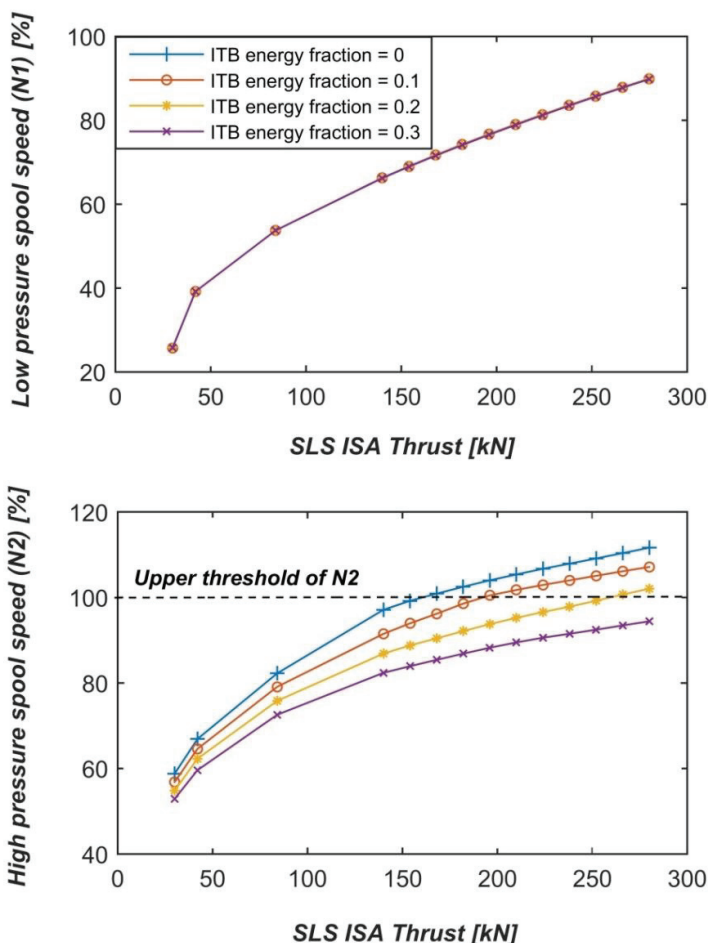 Low pressure spool speed (N1) [%]
100
80
60
40
20
ITB energy fraction = 0
ITB energy fraction = 0.1
ITB energy fraction = 0.2
ITB energy fraction = 0.3
0 50 100 150 200 250 300
SLS ISA Thrust [kN]
High pressure spool speed (N2) [%]
120
100
80
60
40
Upper threshold of N2
0 50 100 150 200 250 300
SLS ISA Thrust [kN]